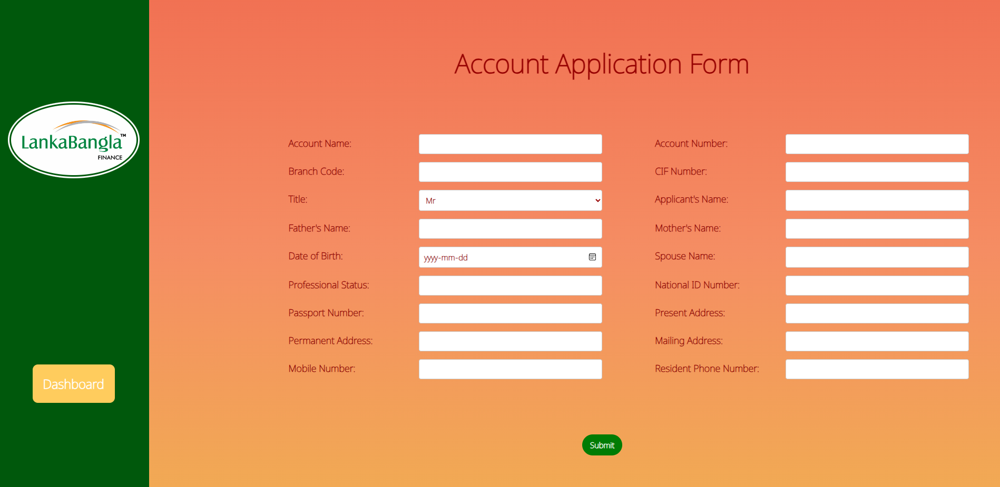 Account Application Form
LankaBangla™
FINANCE
Account Name:
Account Number:
Branch Code:
CIF Number:
Title:
Mr
Applicant's Name:
Father's Name:
Mother's Name:
Date of Birth:
yyyy-mm-dd
Spouse Name:
Professional Status:
National ID Number:
Passport Number:
Present Address:
Permanent Address:
Mailing Address:
Mobile Number:
Resident Phone Number:
Dashboard
Submit